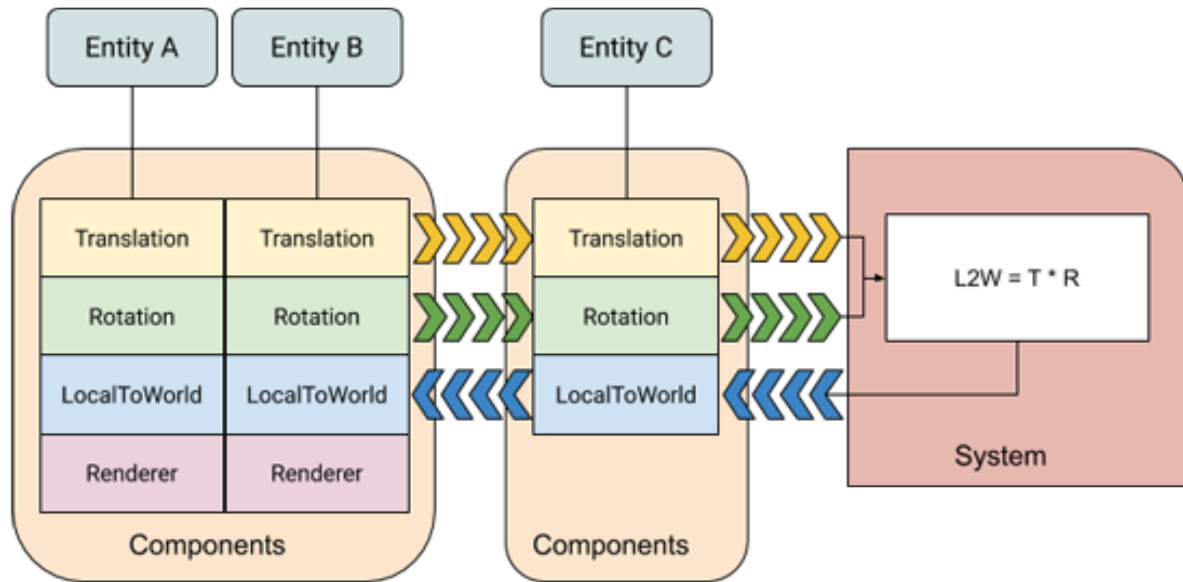 Entity A
Entity B
Entity C
Translation
Translation
Translation
Rotation
Rotation
Rotation
LocalToWorld
LocalToWorld
LocalToWorld
Renderer
Renderer
Components
Components
L2W = T * R
System